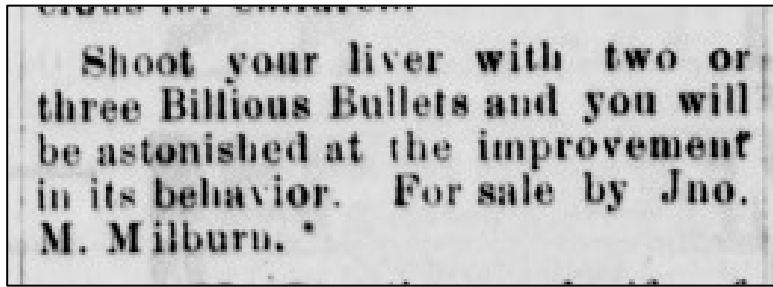 Shoot your liver with two or
three Billious Bullets and you will
be astonished at the improvement
in its behavior. For sale by Jno.
M. Milburn. *